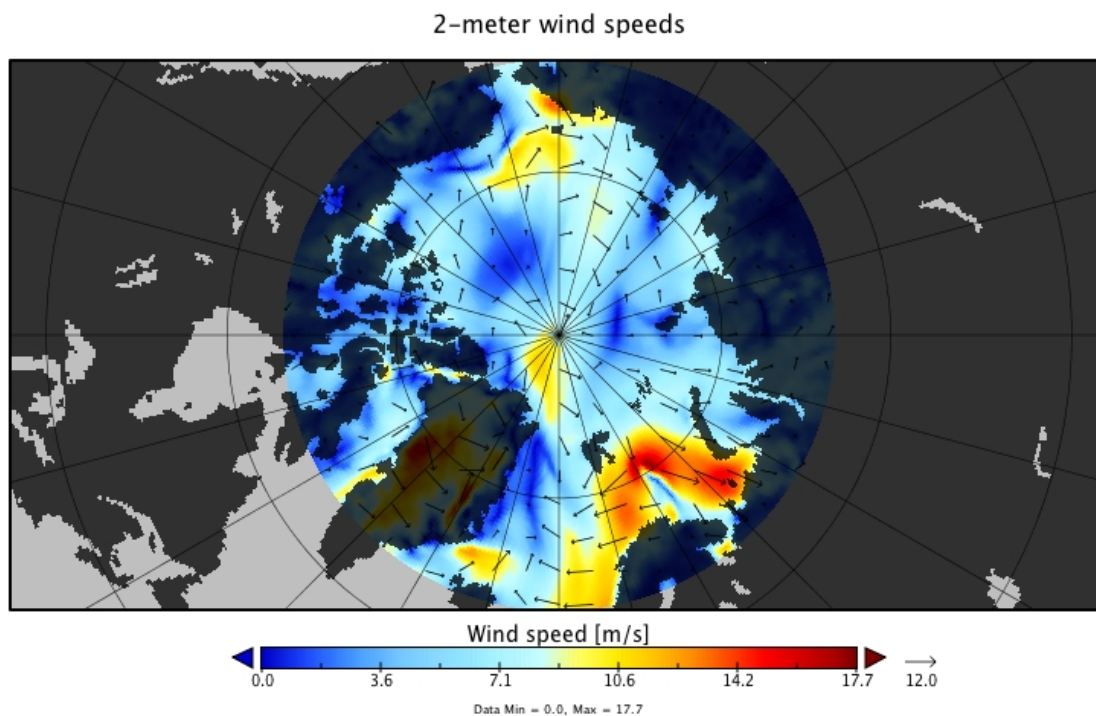 2-meter wind speeds
Wind speed [m/s]
0.0 3.6 7.1 10.6 14.2 17.7 12.0
Data Min = 0.0, Max = 17.7